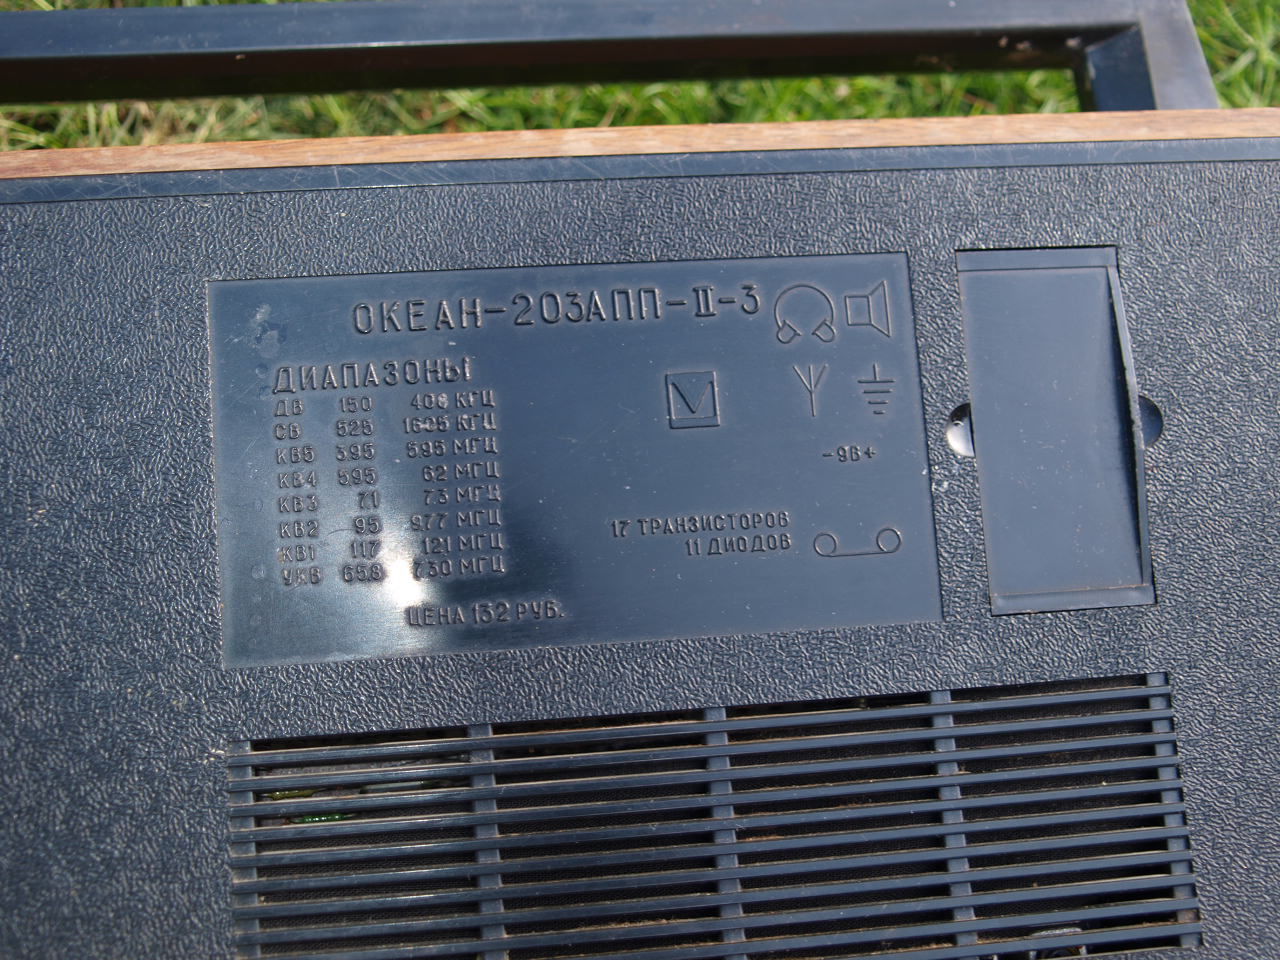 ОКЕАН-203АПП-II-3
ДИАПАЗОНЫ
ДВ 150 408 КГЦ
СВ 525 1605 КГЦ
КВ5 3.95 5.95 МГЦ
КВ4 5.95 6.2 МГЦ
КВ3 7.1 7.3 МГЦ
КВ2 9.5 9.77 МГЦ
КВ1 11.7 12.1 МГЦ
УКВ 65.8 73.0 МГЦ
ЦЕНА 132 РУБ.
-9В+
17 ТРАНЗИСТОРОВ
11 ДИОДОВ